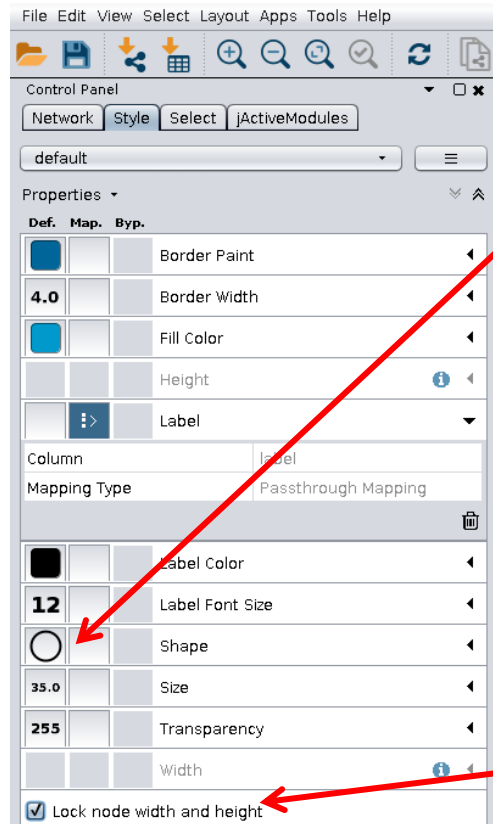 File Edit View Select Layout Apps Tools Help
Control Panel
Network Style Select jActiveModules
default
Properties
Def. Map. Byp.
Border Paint
4.0 Border Width
Fill Color
Height
Label
Column label
Mapping Type Passthrough Mapping
Label Color
12 Label Font Size
Shape
35.0 Size
255 Transparency
Width
Lock node width and height